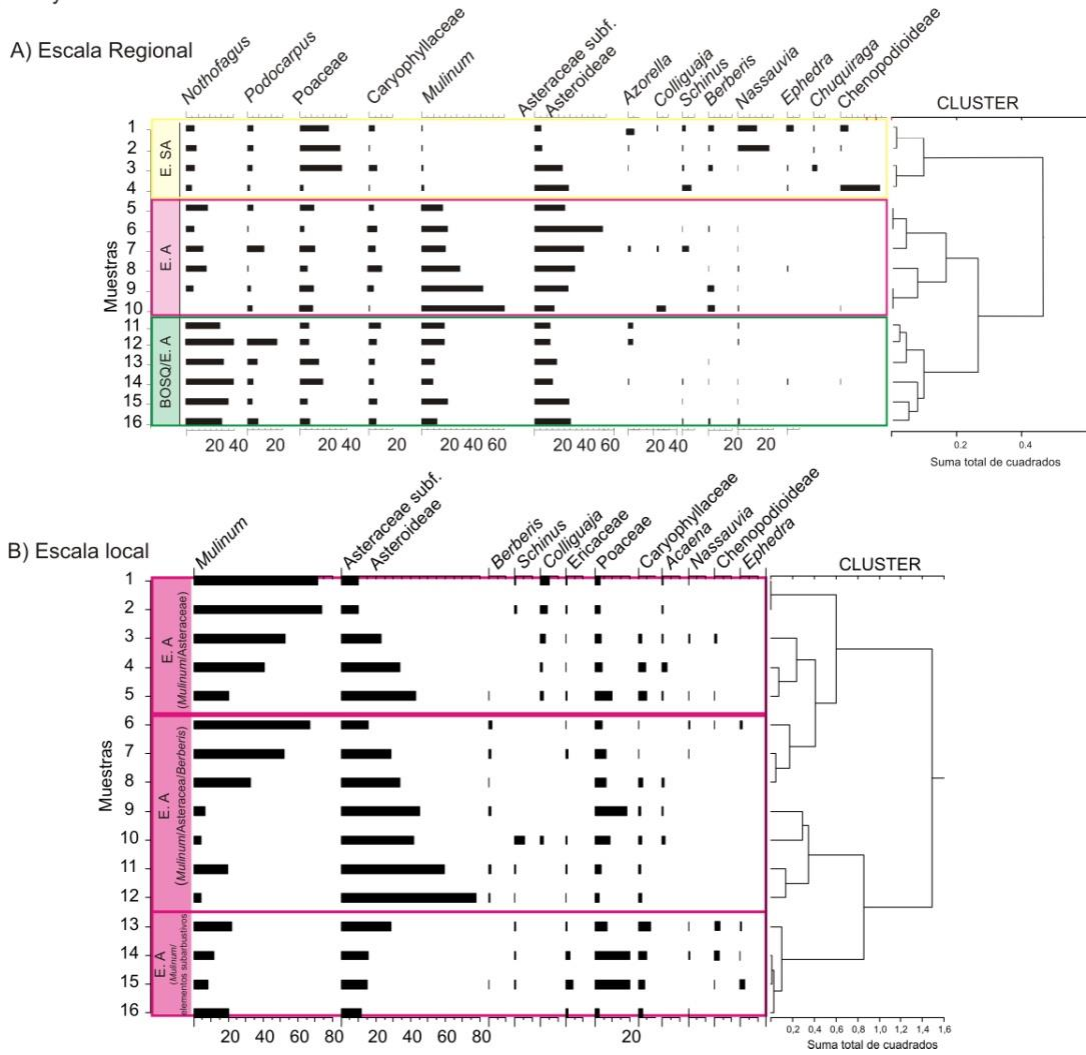 A) Escala Regional
Nothofagus
Podocarpus
Poaceae
Caryophyllaceae
Mulinum
Asteraceae subf.
Asteroideae
Azorella
Colliguaja
Schinus
Berberis
Nassauvia
Ephedra
Chuquiraga
Chenopodioideae
CLUSTER
Muestras
E. SA
E. A
BOSQ/E. A
1
2
3
4
5
6
7
8
9
10
11
12
13
14
15
16
20 40 20 20 40 20 20 40 60 20 40 60 20 40 20 20
0.2 0.4
Suma total de cuadrados
B) Escala local
Mulinum
Asteraceae subf.
Asteroideae
Berberis
Schinus
Colliguaja
Ericaceae
Poaceae
Caryophyllaceae
Acaena
Nassauvia
Chenopodioideae
Ephedra
CLUSTER
Muestras
E. A
(Mulinum/Asteraceae)
E. A
(Mulinum/Asteracea/Berberis)
E. A
(Mulinum/
elementos subarbustivos
1
2
3
4
5
6
7
8
9
10
11
12
13
14
15
16
20 40 60 80 20 40 60 80 20
0,2 0,4 0,6 0,8 1,0 1,2 1,4 1,6
Suma total de cuadrados